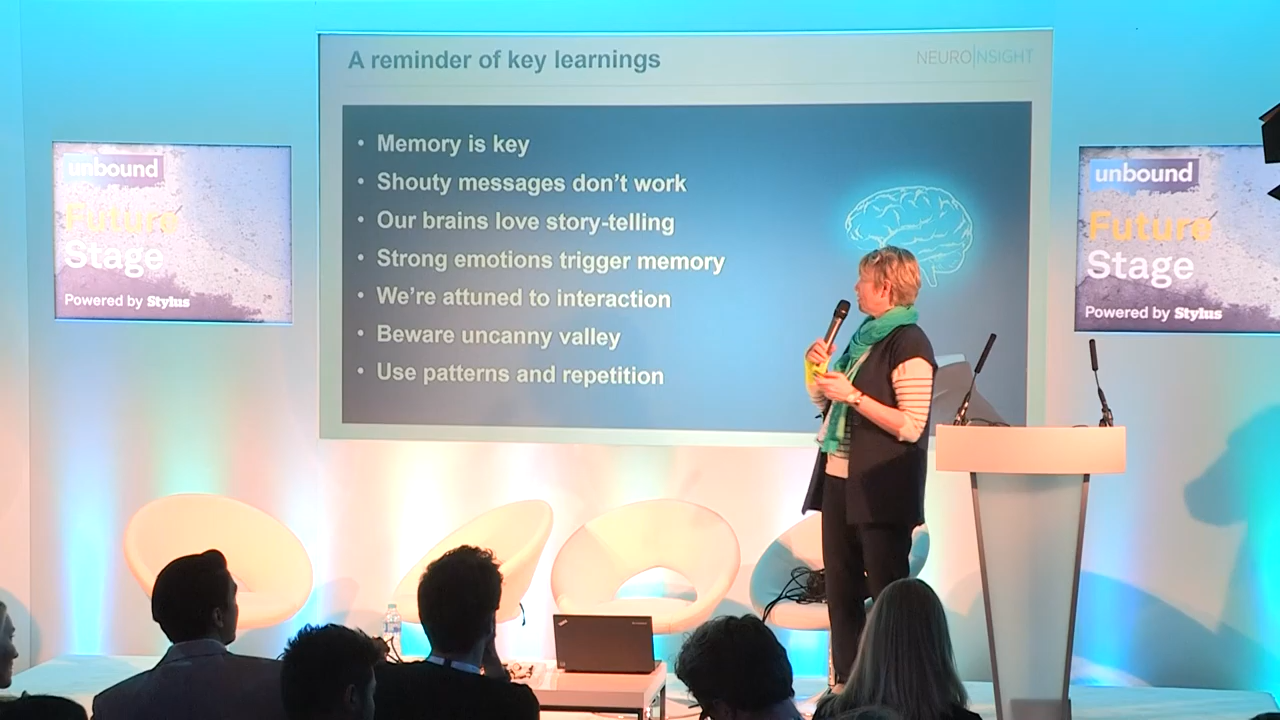 A reminder of key learnings
NEUROINSIGHT
• Memory is key
• Shouty messages don't work
• Our brains love story-telling
• Strong emotions trigger memory
• We're attuned to interaction
• Beware uncanny valley
• Use patterns and repetition
unbound
Future
Stage
Powered by Stylus
unbound
Future
Stage
Powered by Stylus